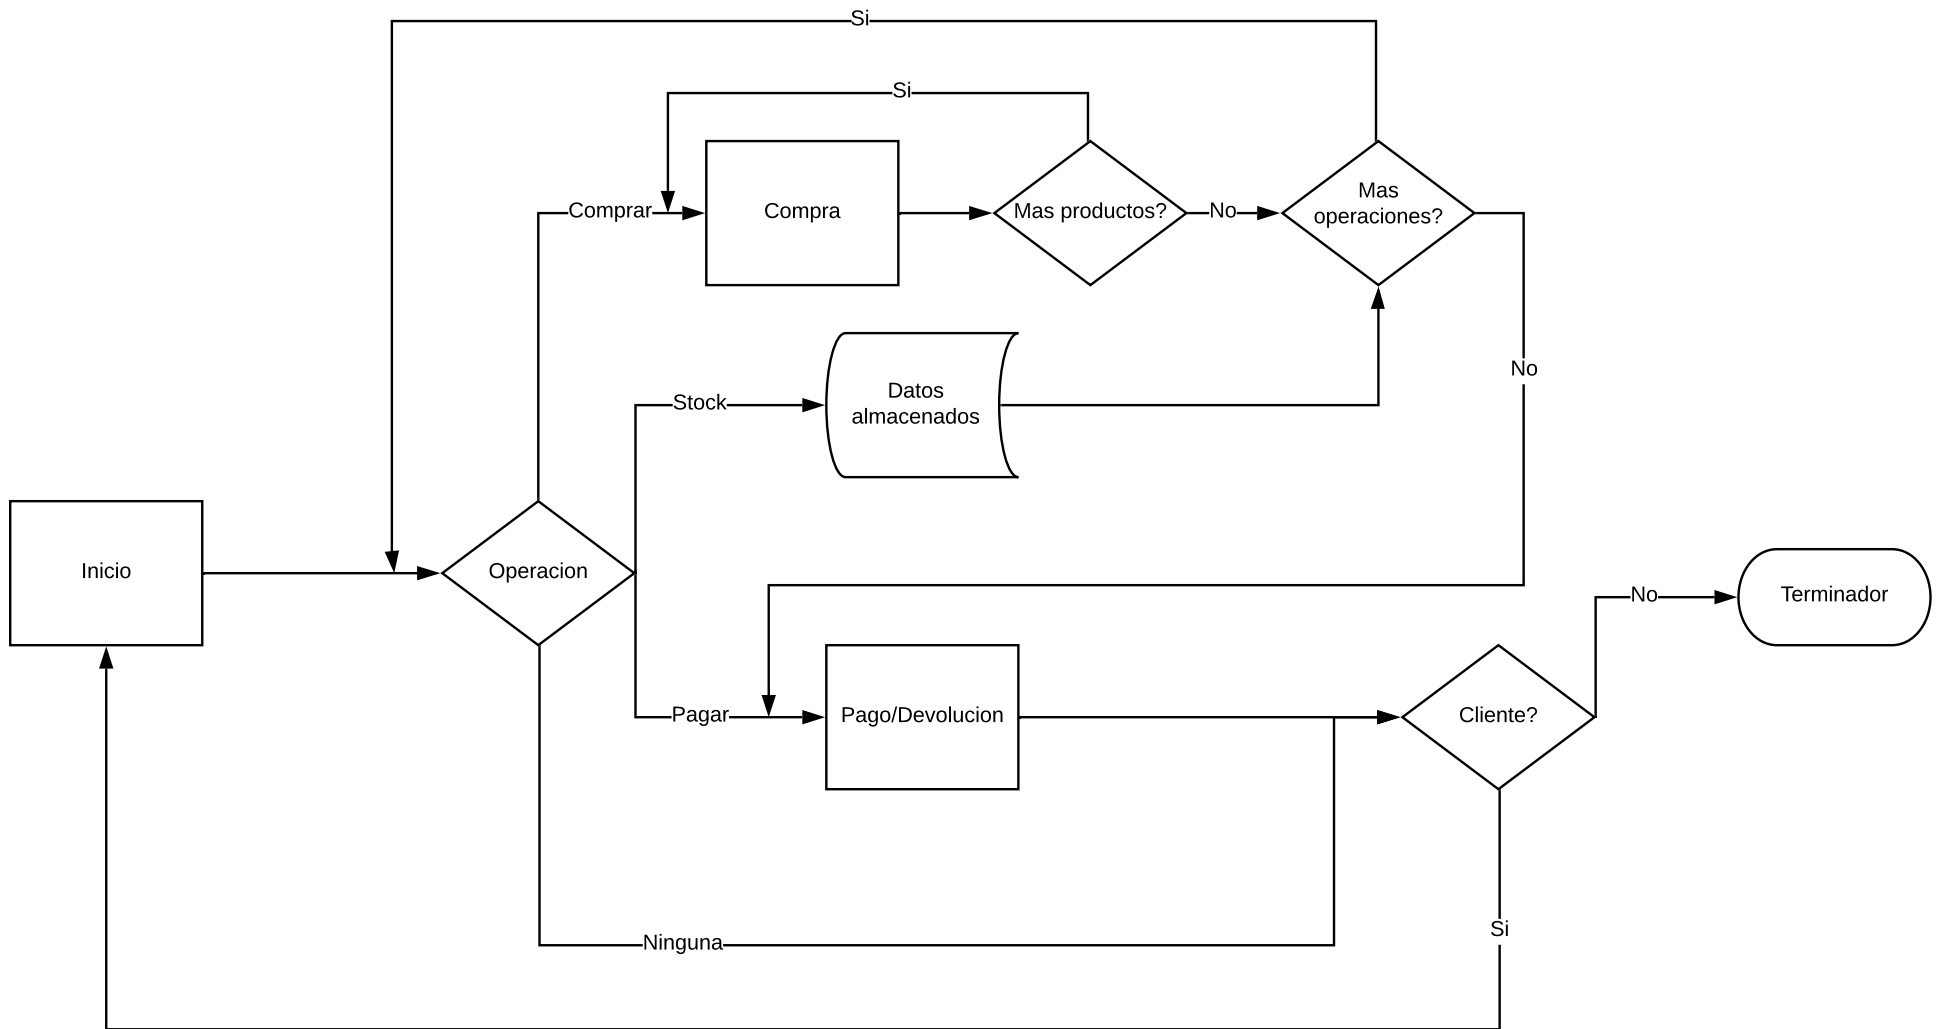 Si
Si
Comprar
Compra
Mas productos?
No
Mas
operaciones?
No
Stock
Datos
almacenados
Inicio
Operacion
No
Terminador
Pagar
Pago/Devolucion
Cliente?
Si
Ninguna